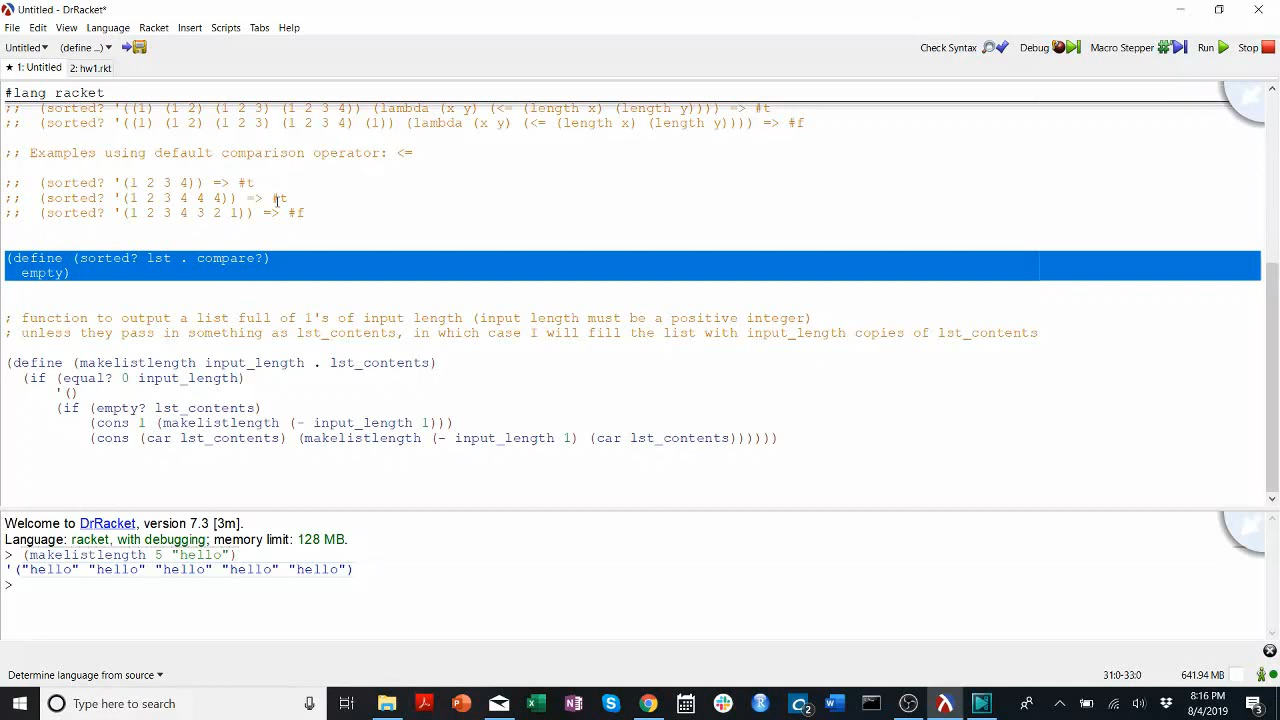 Untitled - DrRacket*
File Edit View Language Racket Insert Scripts Tabs Help
Untitled▾ (define ...)▾ Check Syntax Debug Macro Stepper Run Stop
★ 1: Untitled 2: hw1.rkt
#lang racket
;; (sorted? '((1) (1 2) (1 2 3) (1 2 3 4)) (lambda (x y) (<= (length x) (length y)))) => #t
;; (sorted? '((1) (1 2) (1 2 3) (1 2 3 4) (1)) (lambda (x y) (<= (length x) (length y)))) => #f
;; Examples using default comparison operator: <=
;; (sorted? '(1 2 3 4)) => #t
;; (sorted? '(1 2 3 4 4 4)) => #t
;; (sorted? '(1 2 3 4 3 2 1)) => #f
(define (sorted? lst . compare?)
empty)
; function to output a list full of 1's of input length (input length must be a positive integer)
; unless they pass in something as lst_contents, in which case I will fill the list with input_length copies of lst_contents
(define (makelistlength input_length . lst_contents)
(if (equal? 0 input_length)
'()
(if (empty? lst_contents)
(cons 1 (makelistlength (- input_length 1)))
(cons (car lst_contents) (makelistlength (- input_length 1) (car lst_contents))))))
Welcome to DrRacket, version 7.3 [3m].
Language: racket, with debugging; memory limit: 128 MB.
> (makelistlength 5 "hello")
'("hello" "hello" "hello" "hello" "hello")
>
Determine language from source▾ 31:0-33:0 641.94 MB
Type here to search 8:16 PM
8/4/2019